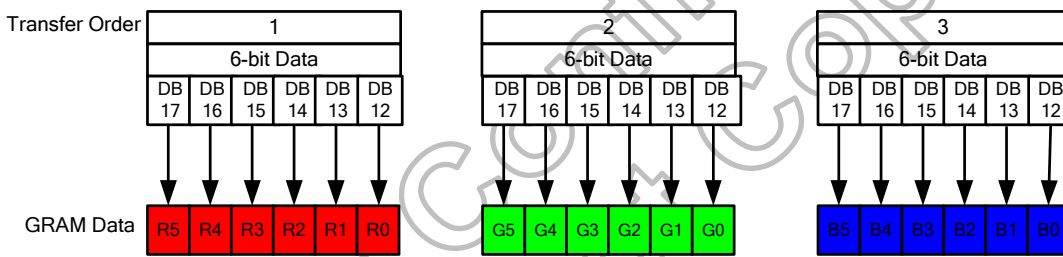 Transfer Order 1 2 3
6-bit Data 6-bit Data 6-bit Data
DB 17 DB 16 DB 15 DB 14 DB 13 DB 12 DB 17 DB 16 DB 15 DB 14 DB 13 DB 12 DB 17 DB 16 DB 15 DB 14 DB 13 DB 12
GRAM Data R5 R4 R3 R2 R1 R0 G5 G4 G3 G2 G1 G0 B5 B4 B3 B2 B1 B0